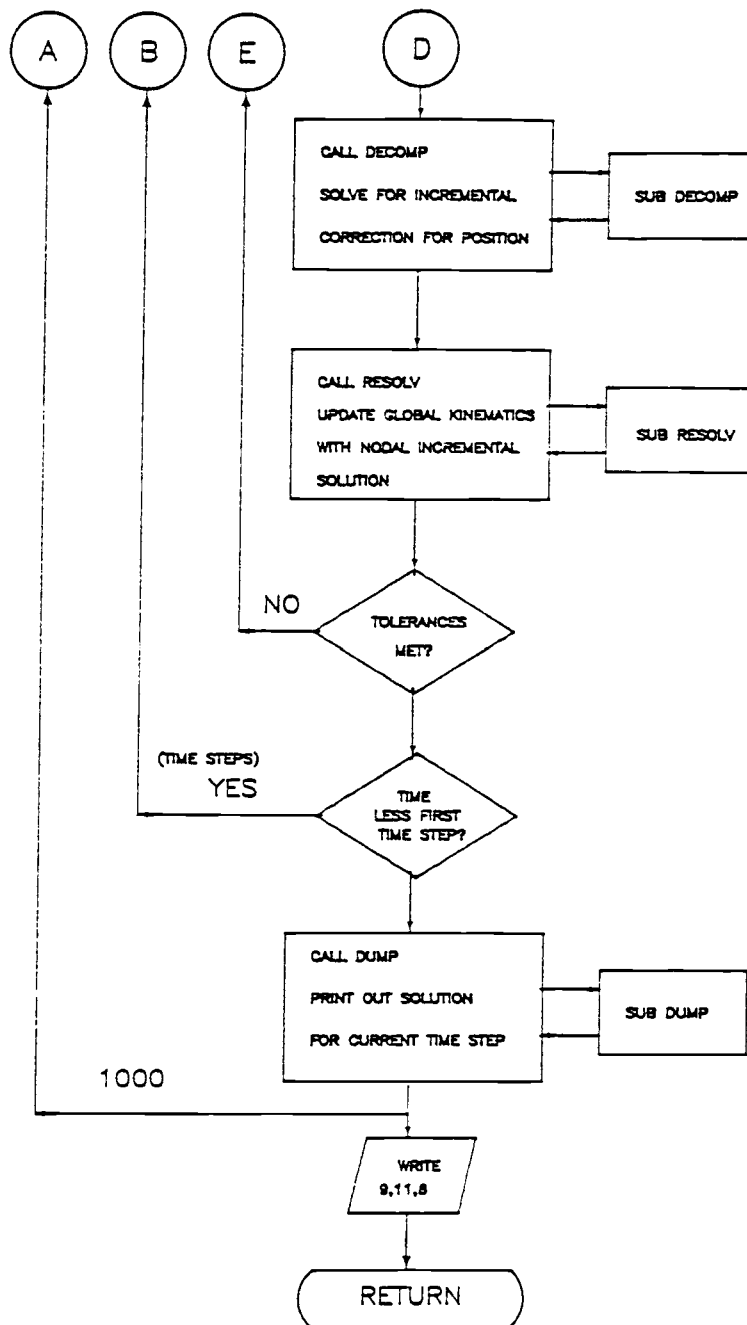 A
B
E
D
CALL DECOMP
SOLVE FOR INCREMENTAL
CORRECTION FOR POSITION
SUB DECOMP
CALL RESOLV
UPDATE GLOBAL KINEMATICS
WITH NODAL INCREMENTAL
SOLUTION
SUB RESOLV
NO
TOLERANCES
MET?
(TIME STEPS)
YES
TIME
LESS FIRST
TIME STEP?
CALL DUMP
PRINT OUT SOLUTION
FOR CURRENT TIME STEP
SUB DUMP
1000
WRITE
9,11,8
RETURN